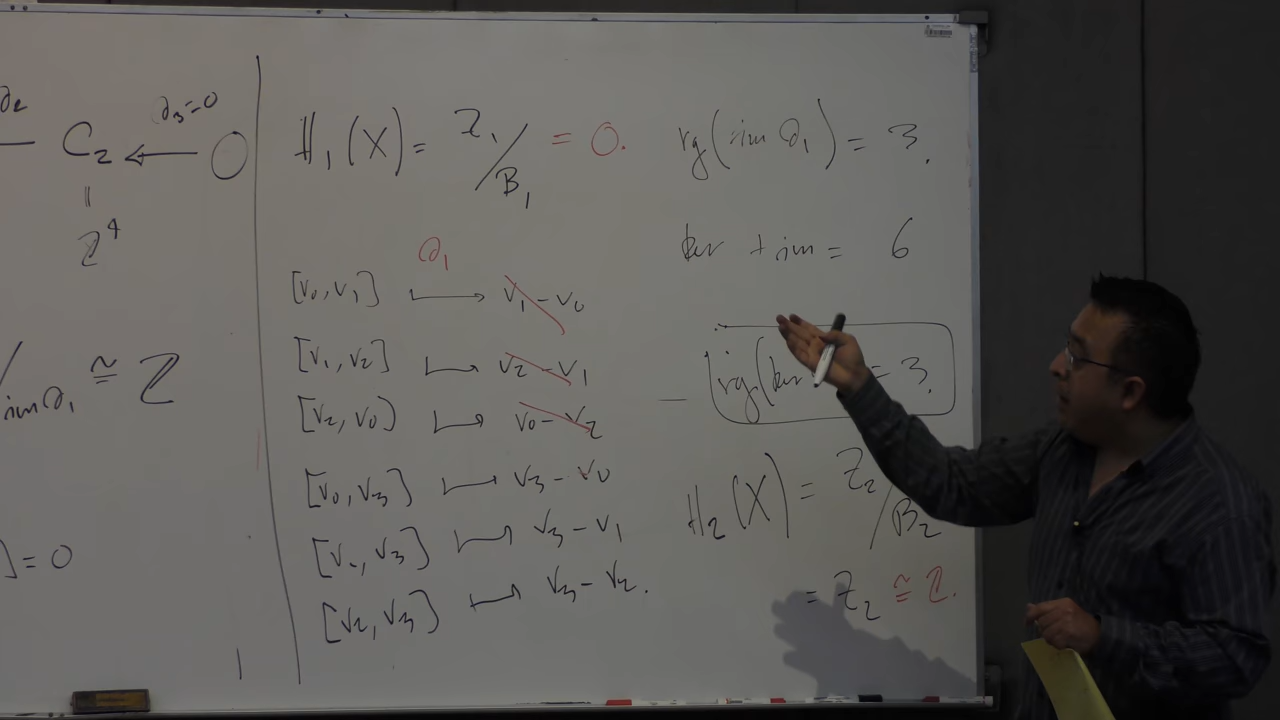 ∂₂
C₂ ← 0
∂₃=0
‖
ℤ⁴
/im ∂₁ ≅ ℤ
]=0
H₁(X) = Z₁/B₁ = 0.
∂₁
[v₀,v₁] ⟼ v₁-v₀
[v₁,v₂] ⟼ v₂-v₁
[v₂,v₀) ⟼ v₀-v₂
[v₀,v₃] ⟼ v₃-v₀
[v₁,v₃] ⟼ v₃-v₁
[v₂,v₃] ⟼ v₃-v₂.
rg(im ∂₁) = 3.
ker + im = 6
rg(ker = 3.
H₂(X) = Z₂/B₂
= Z₂ ≅ ℤ.